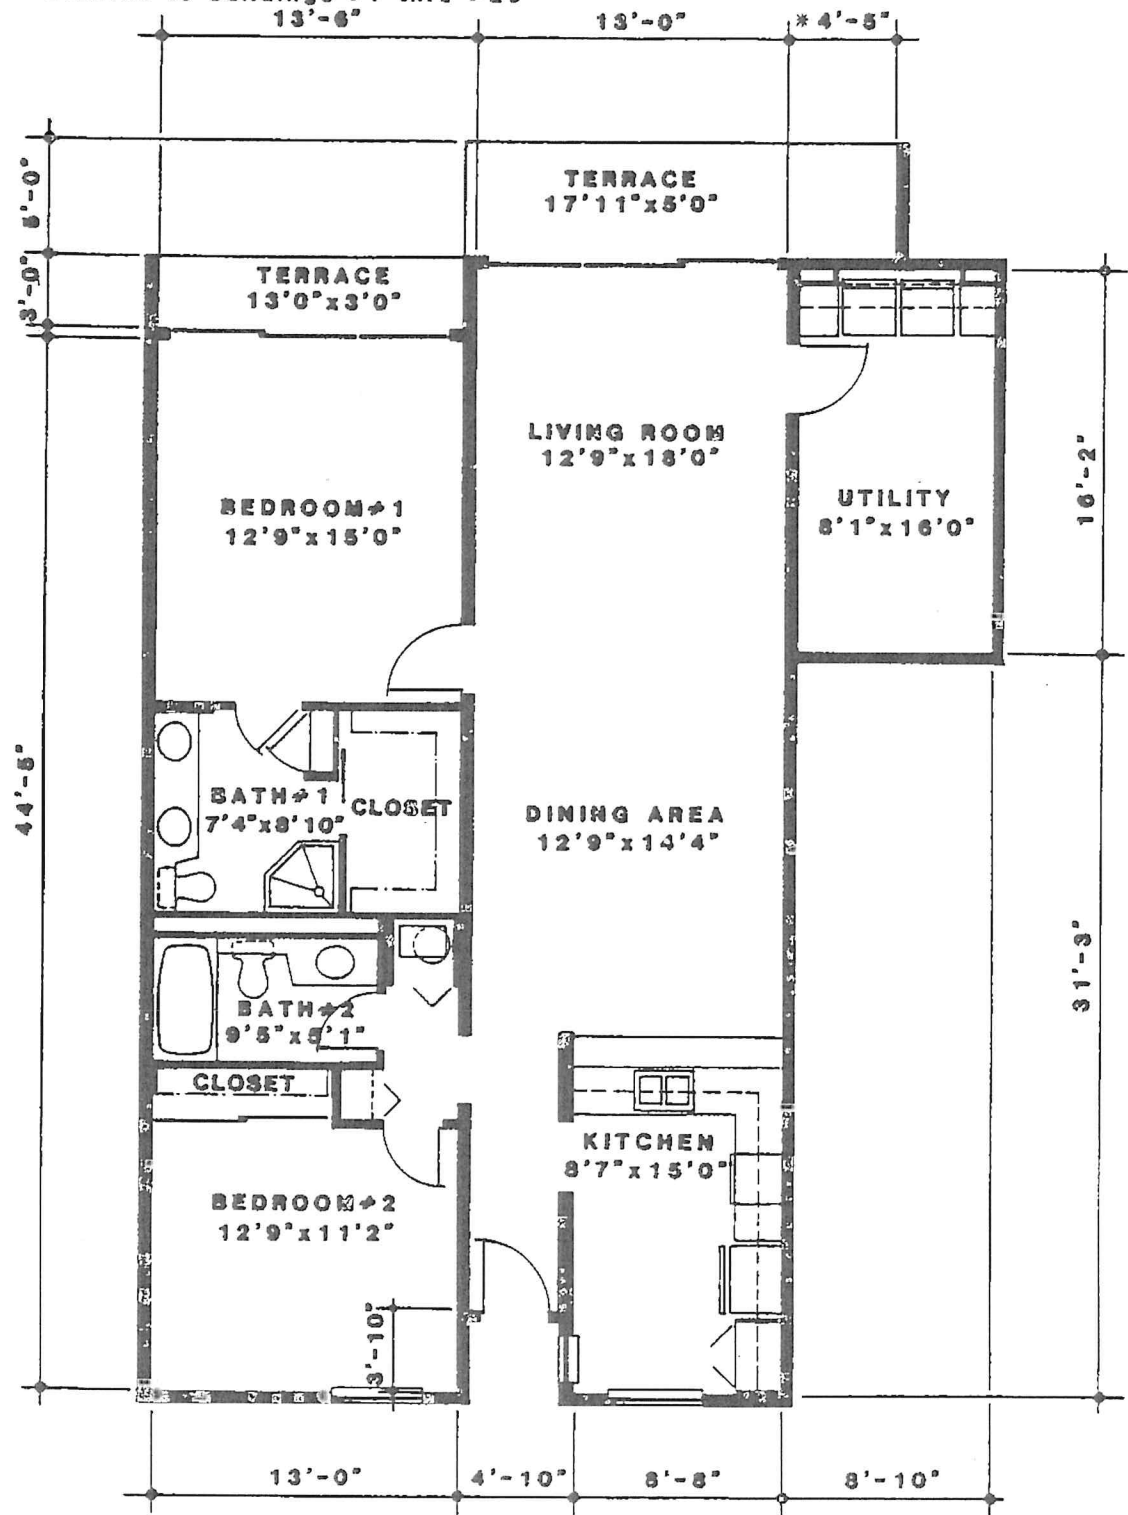 13'-6"
13'-0"
*4'-5"
5'-0"
TERRACE
17'11"x5'0"
3'-0"
TERRACE
13'0"x3'0"
LIVING ROOM
12'9"x18'0"
16'-2"
BEDROOM#1
12'9"x15'0"
UTILITY
8'1"x16'0"
44'-5"
BATH#1
7'4"x8'10"
CLOSET
DINING AREA
12'9"x14'4"
31'-3"
BATH#2
9'5"x5'1"
CLOSET
KITCHEN
8'7"x15'0"
BEDROOM#2
12'9"x11'2"
3'-10"
13'-0"
4'-10"
8'-8"
8'-10"